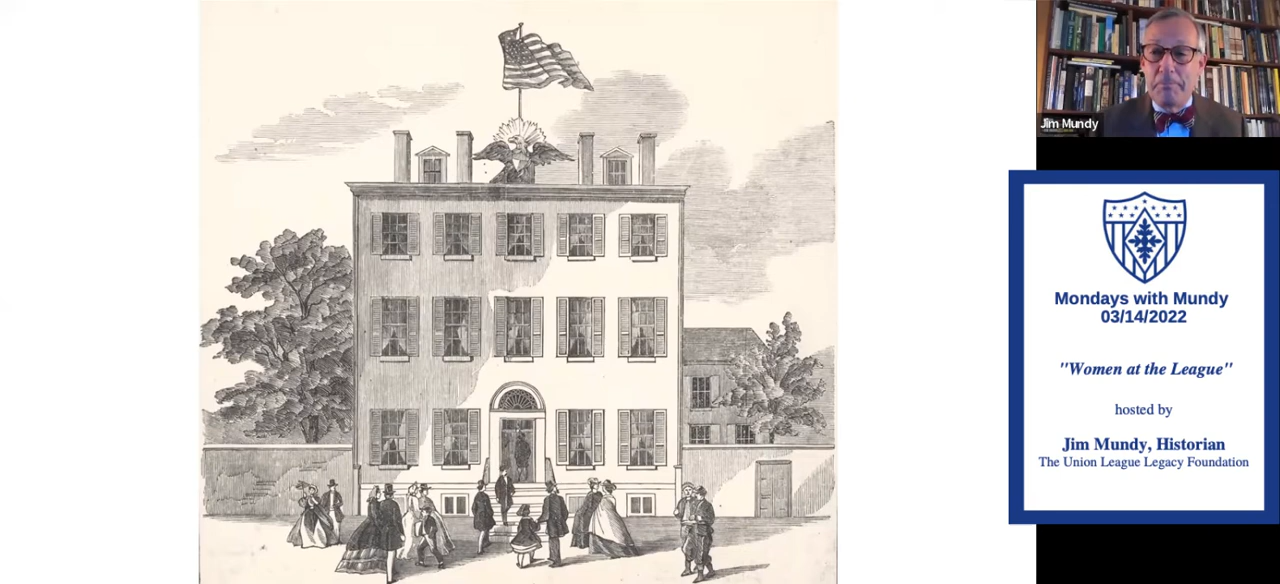 Jim Mundy
Mondays with Mundy
03/14/2022
"Women at the League"
hosted by
Jim Mundy, Historian
The Union League Legacy Foundation